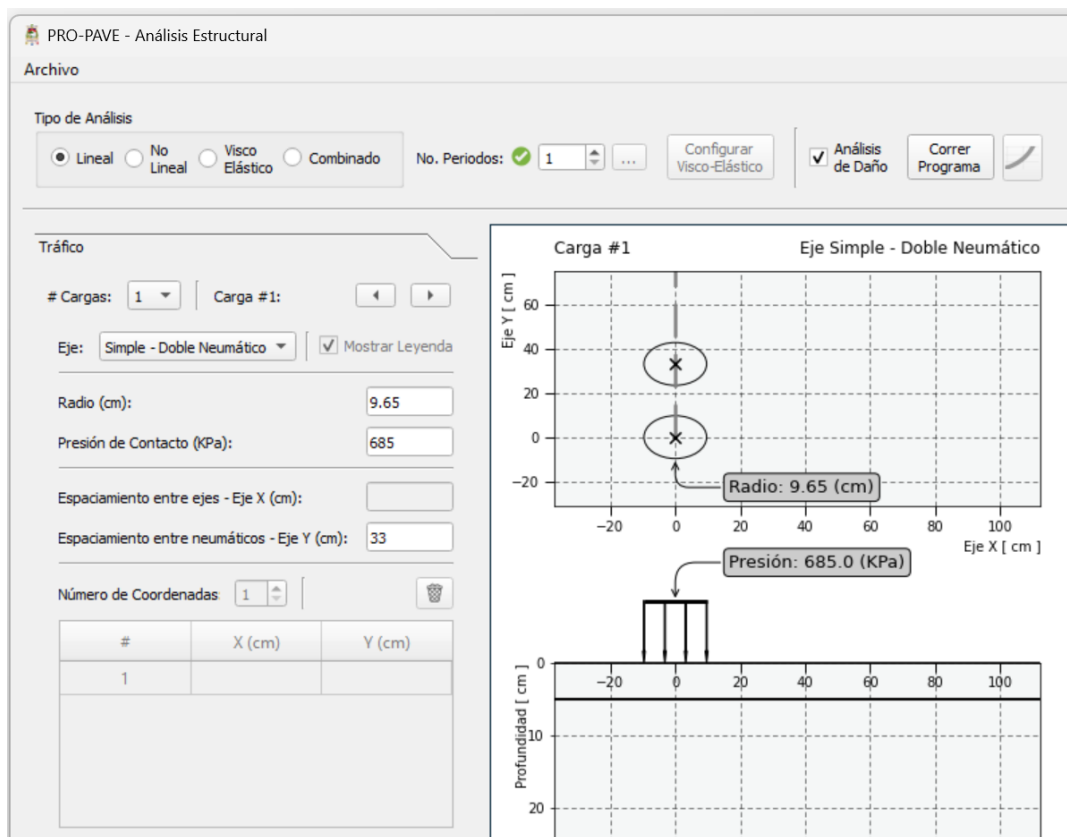 PRO-PAVE - Análisis Estructural
Archivo
Tipo de Análisis
Lineal
No
Lineal
Visco
Elástico
Combinado
No. Periodos:
1
...
Configurar
Visco-Elástico
Análisis
de Daño
Correr
Programa
Tráfico
# Cargas:
1
Carga #1:
Eje:
Simple - Doble Neumático
Mostrar Leyenda
Radio (cm):
9.65
Presión de Contacto (KPa):
685
Espaciamiento entre ejes - Eje X (cm):
Espaciamiento entre neumáticos - Eje Y (cm):
33
Número de Coordenadas
1
# X (cm) Y (cm)
1
Carga #1 Eje Simple - Doble Neumático
Eje Y [ cm ]
60
40
20
0
−20
Radio: 9.65 (cm)
−20 0 20 40 60 80 100
Eje X [ cm ]
Presión: 685.0 (KPa)
0
−20 0 20 40 60 80 100
Profundidad [ cm ]
10
20